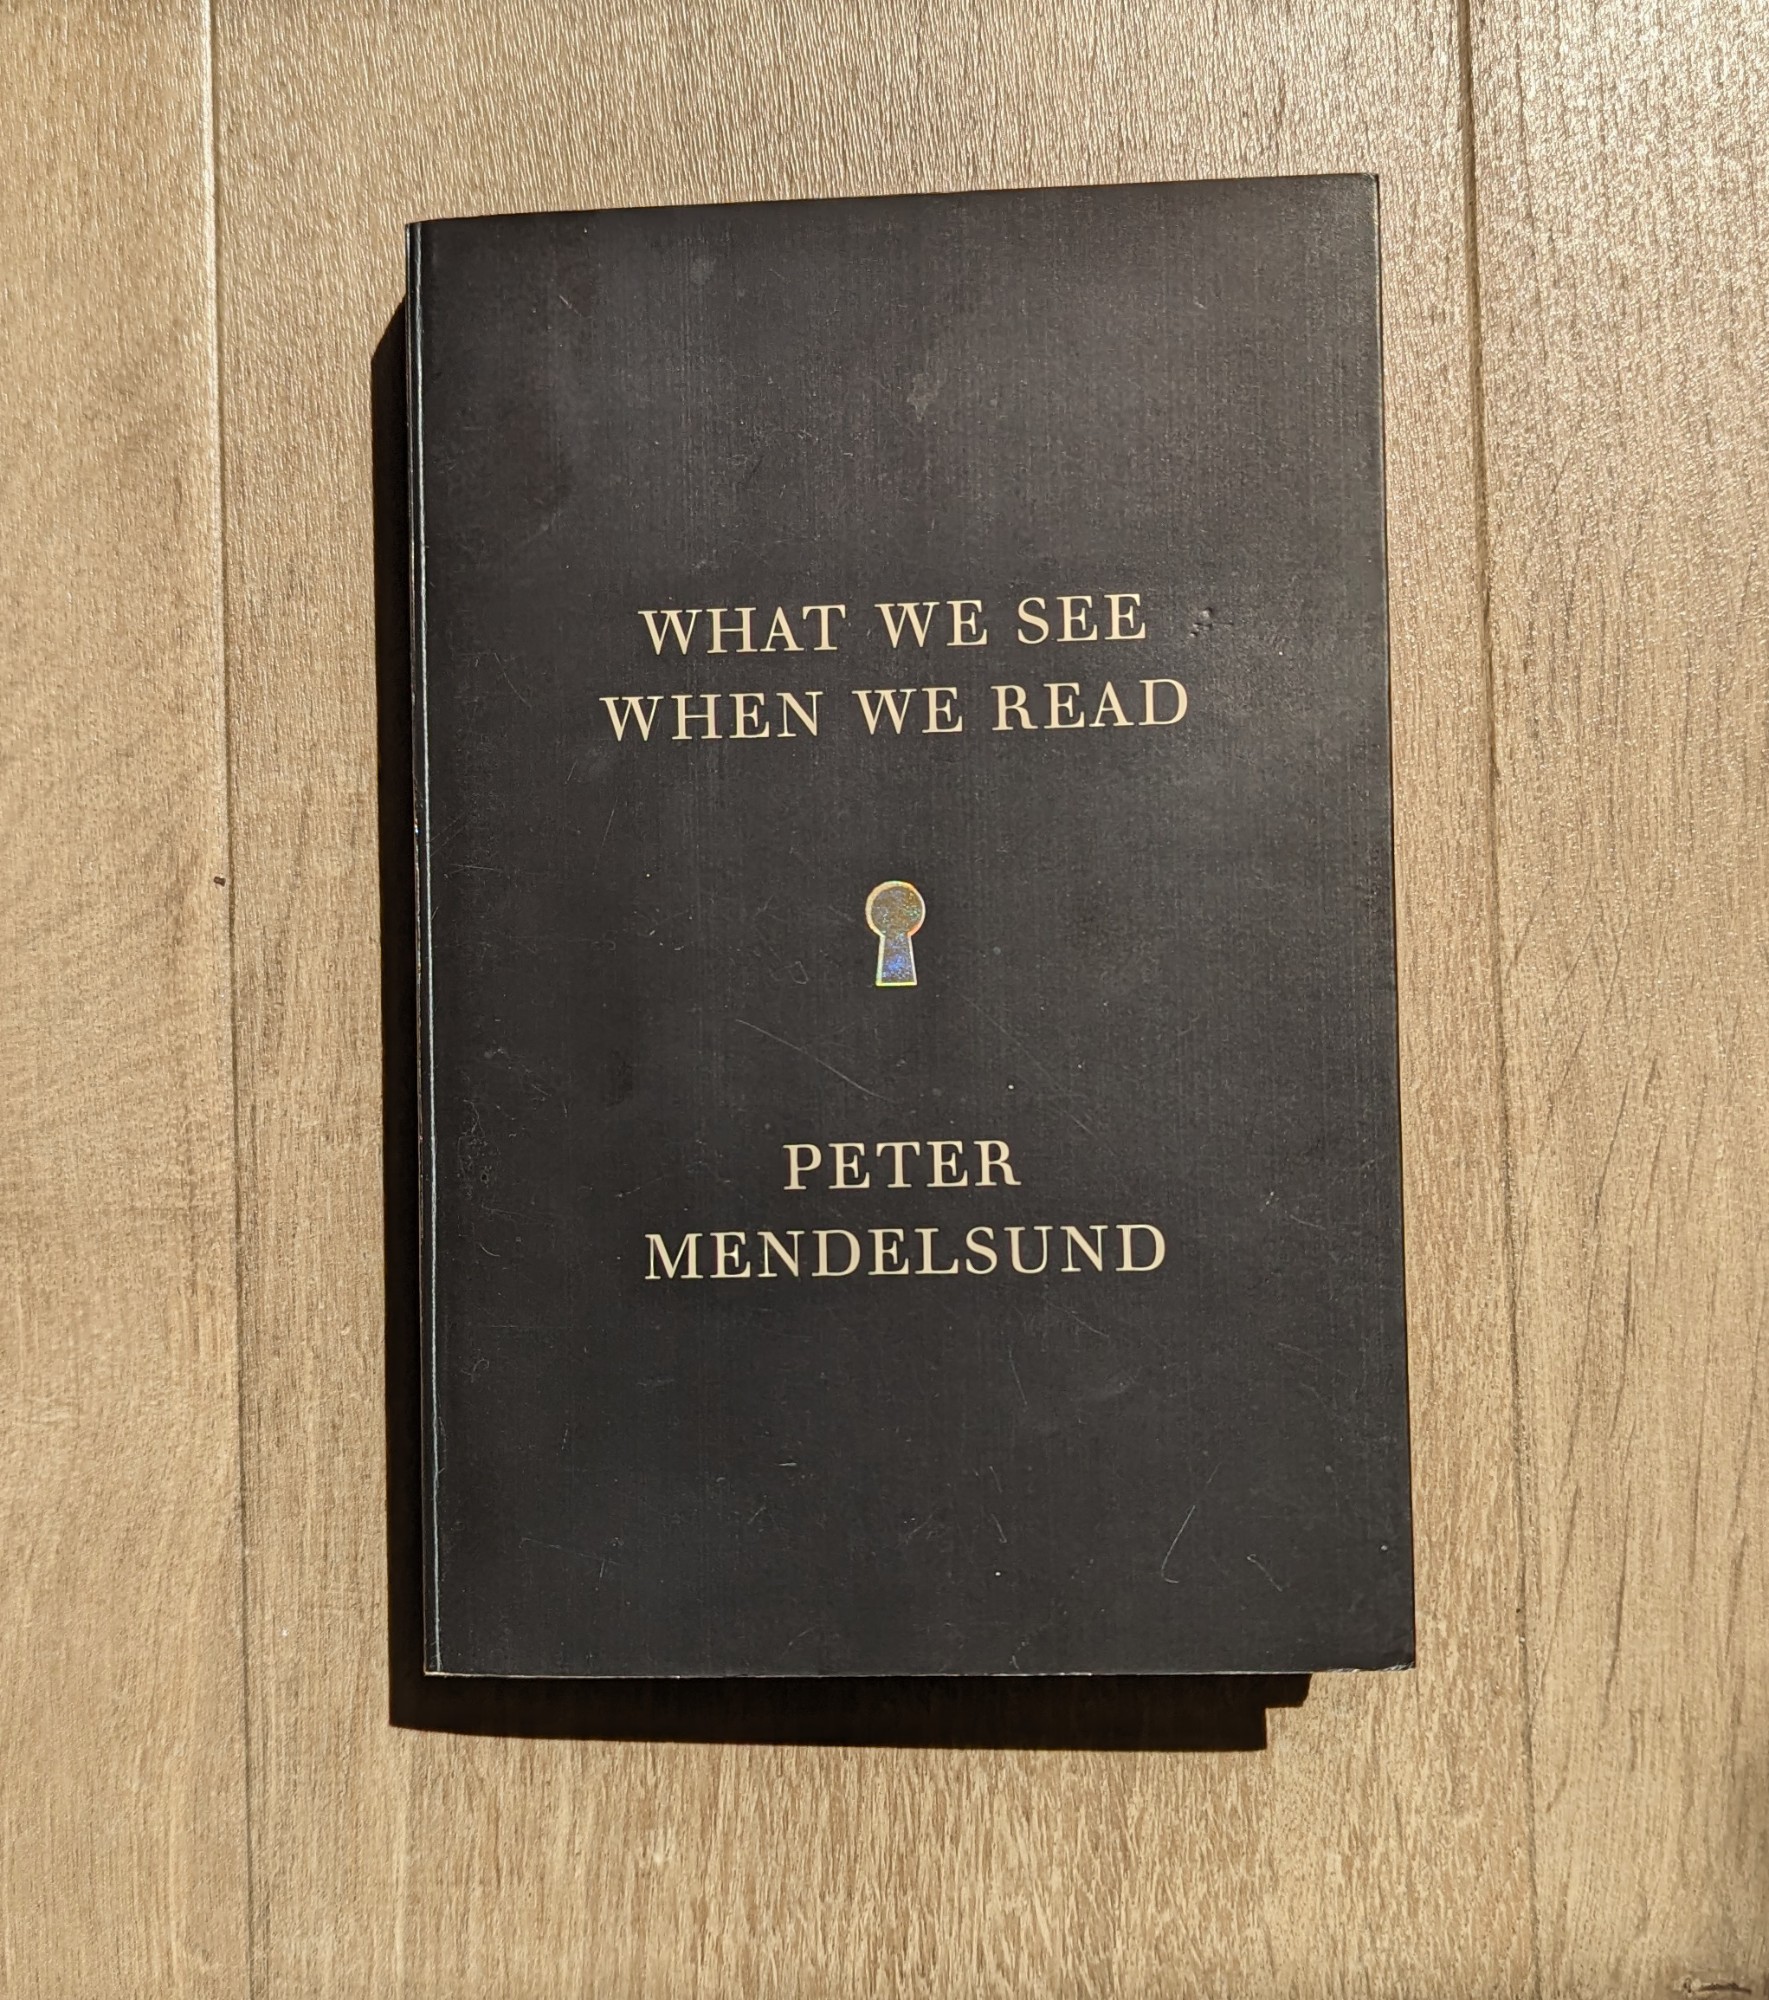 WHAT WE SEE
WHEN WE READ
PETER
MENDELSUND